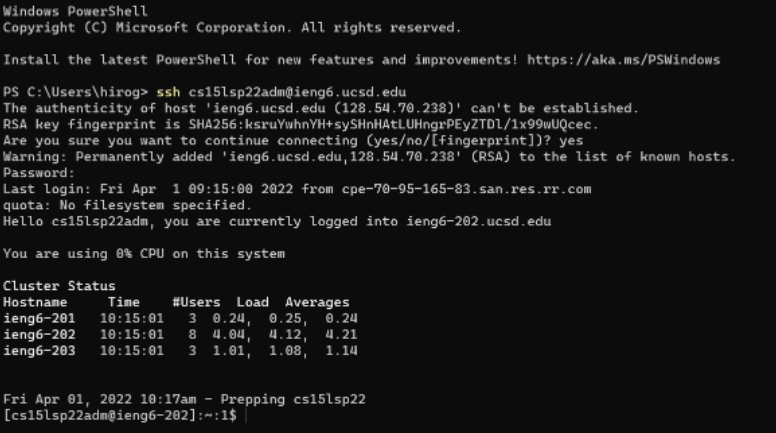 Windows PowerShell
Copyright (C) Microsoft Corporation. All rights reserved.
Install the latest PowerShell for new features and improvements! https://aka.ms/PSWindows
PS C:\Users\hirog> ssh cs15lsp22adm@ieng6.ucsd.edu
The authenticity of host 'ieng6.ucsd.edu (128.54.70.238)' can't be established.
RSA key fingerprint is SHA256:ksruYwhnYH+sySHnHAtLUHngrPEyZTDl/1x99wUQcec.
Are you sure you want to continue connecting (yes/no/[fingerprint])? yes
Warning: Permanently added 'ieng6.ucsd.edu,128.54.70.238' (RSA) to the list of known hosts.
Password:
Last login: Fri Apr  1 09:15:00 2022 from cpe-70-95-165-83.san.res.rr.com
quota: No filesystem specified.
Hello cs15lsp22adm, you are currently logged into ieng6-202.ucsd.edu
You are using 0% CPU on this system
Cluster Status
Hostname     Time    #Users  Load  Averages
ieng6-201   10:15:01   3  0.24,  0.25,  0.24
ieng6-202   10:15:01   8  4.04,  4.12,  4.21
ieng6-203   10:15:01   3  1.01,  1.08,  1.14
Fri Apr 01, 2022 10:17am - Prepping cs15lsp22
[cs15lsp22adm@ieng6-202]:~:1$